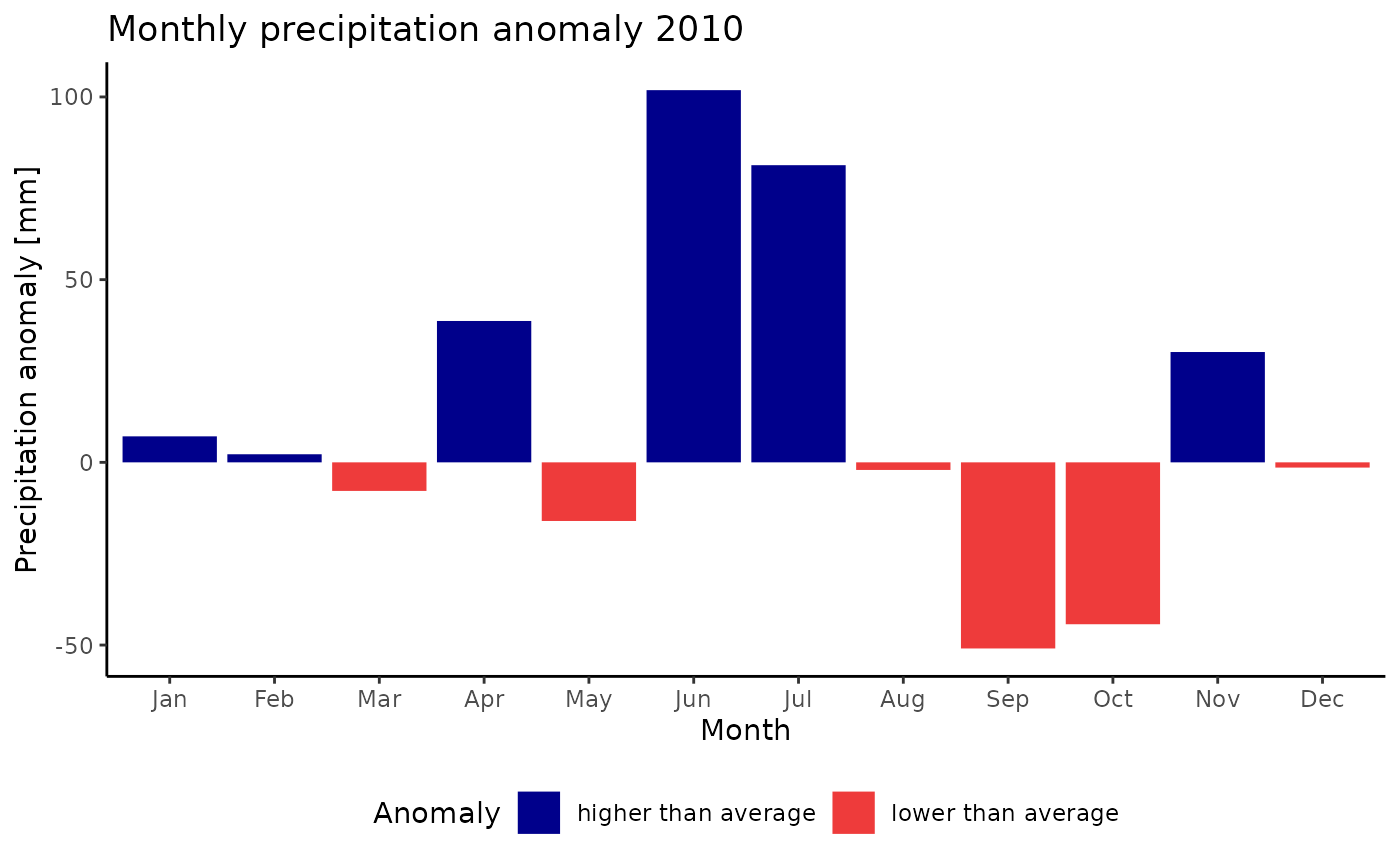 Monthly precipitation anomaly 2010
Precipitation anomaly [mm]
100
50
0
-50
Jan Feb Mar Apr May Jun Jul Aug Sep Oct Nov Dec
Month
Anomaly higher than average lower than average